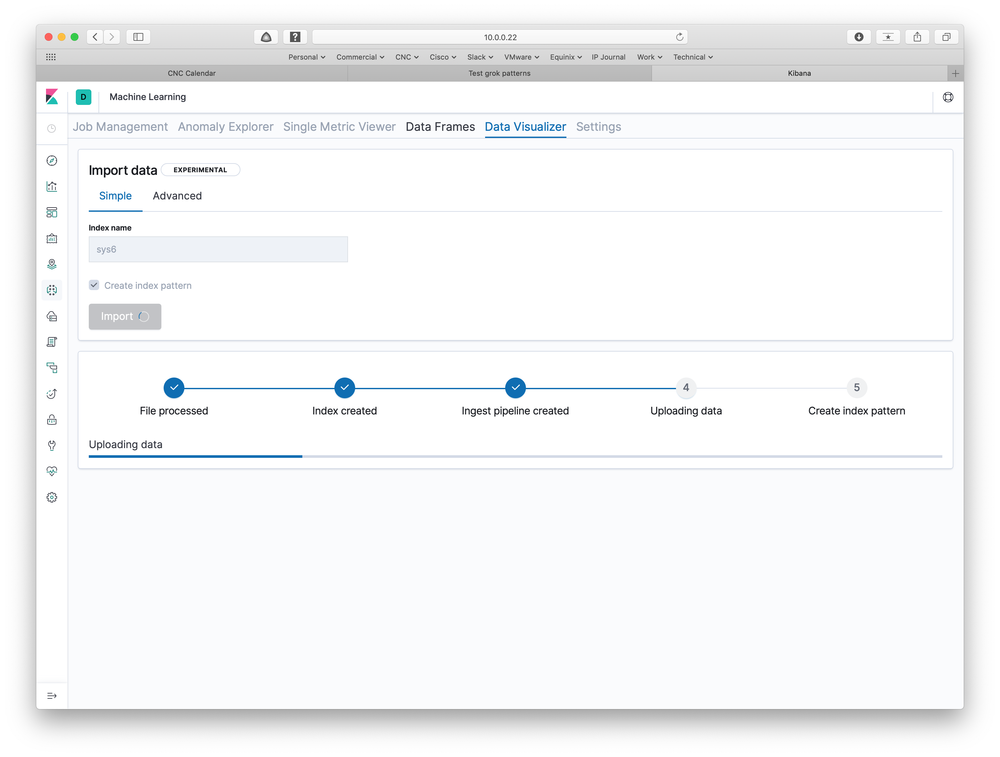 10.0.0.22
Personal Commercial CNC Cisco Slack VMware Equinix IP Journal Work Technical
CNC Calendar Test grok patterns Kibana
D Machine Learning
Job Management Anomaly Explorer Single Metric Viewer Data Frames Data Visualizer Settings
Import data EXPERIMENTAL
Simple Advanced
Index name
sys6
Create index pattern
Import
4 5
File processed Index created Ingest pipeline created Uploading data Create index pattern
Uploading data